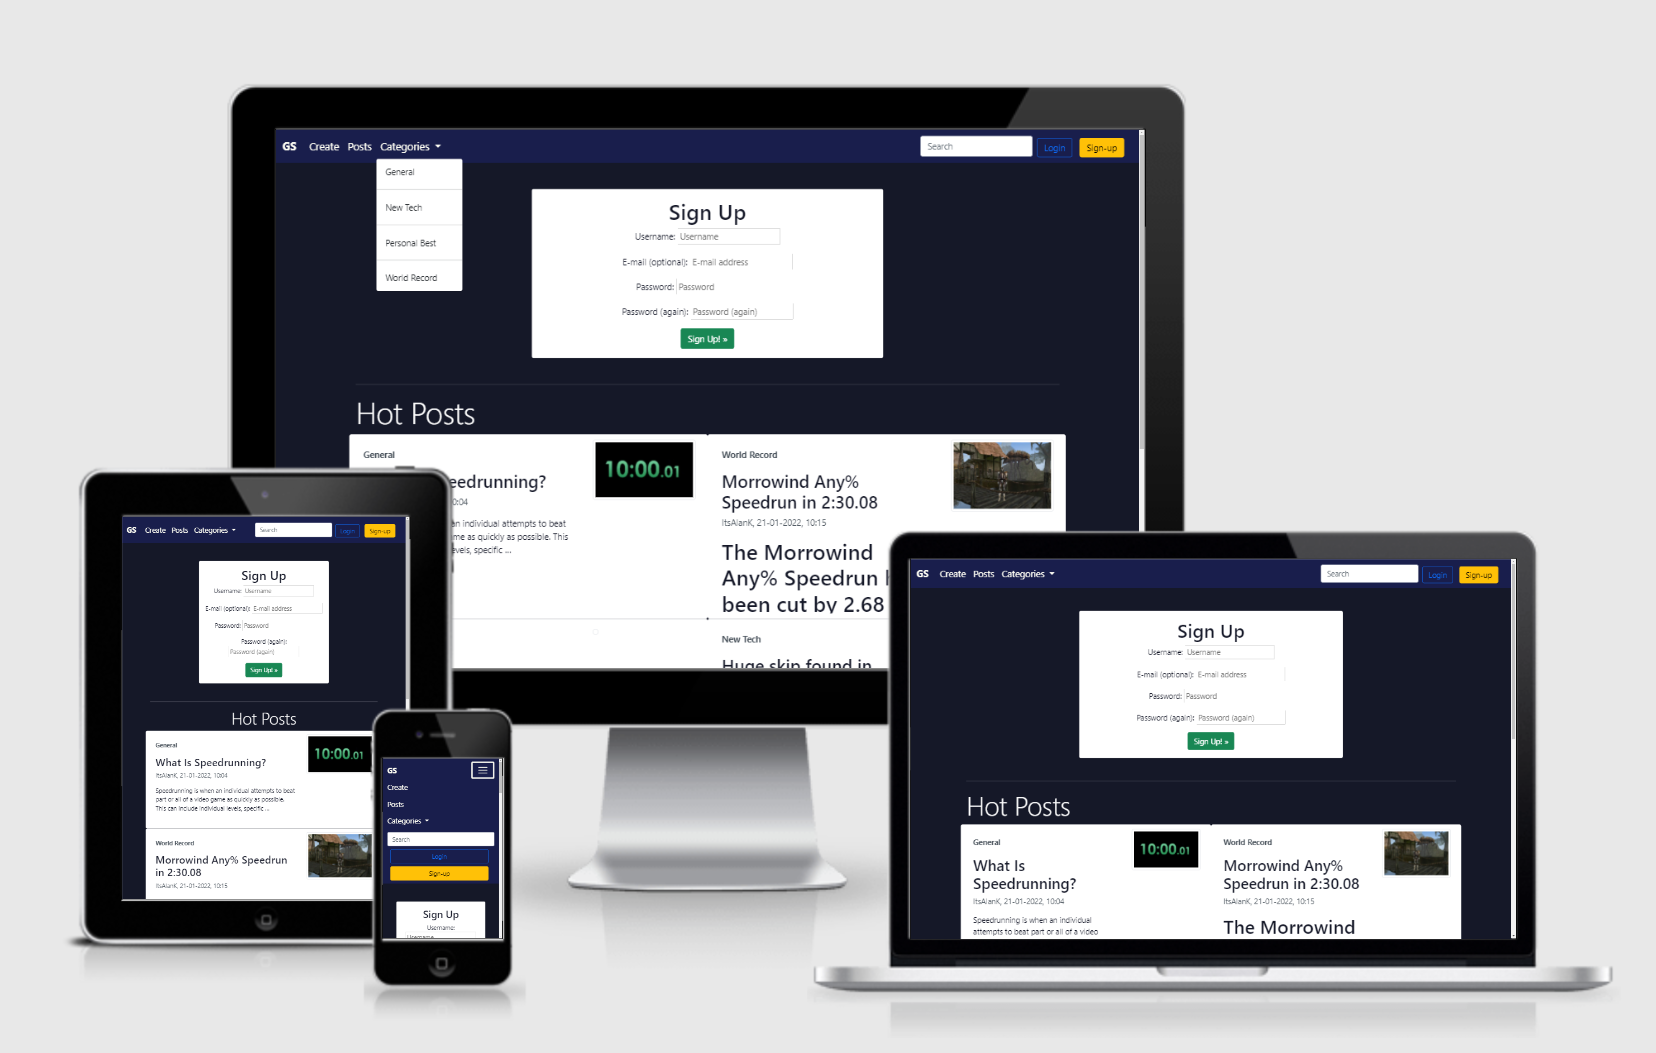 GS Create Posts Categories
Search Login Sign-up
General
New Tech
Personal Best
World Record
Sign Up
Username: Username
E-mail (optional): E-mail address
Password: Password
Password (again): Password (again)
Sign Up! »
Hot Posts
General
eedrunning?
10:04
an individual attempts to beat
me as quickly as possible. This
evels, specific ...
10:00.01
World Record
Morrowind Any%
Speedrun in 2:30.08
ItsAlanK, 21-01-2022, 10:15
The Morrowind
Any% Speedrun
been cut by 2.68
New Tech
Huge skip found in
GS Create Posts Categories
Search Login Sign-up
Sign Up
Username: Username
E-mail (optional): E-mail address
Password: Password
Password (again):
Password (again)
Sign Up! »
Hot Posts
General
What Is Speedrunning?
ItsAlanK, 21-01-2022, 10:04
Speedrunning is when an individual attempts to beat
part or all of a video game as quickly as possible.
This can include individual levels, specific ...
10:00.01
World Record
Morrowind Any% Speedrun
in 2:30.08
ItsAlanK, 21-01-2022, 10:15
GS
Create
Posts
Categories
Search
Login
Sign-up
Sign Up
Username:
Username
GS Create Posts Categories
Search Login Sign-up
Sign Up
Username: Username
E-mail (optional): E-mail address
Password: Password
Password (again): Password (again)
Sign Up! »
Hot Posts
General
What Is
Speedrunning?
ItsAlanK, 21-01-2022, 10:04
Speedrunning is when an individual
attempts to beat part or all of a video
10:00.01
World Record
Morrowind Any%
Speedrun in 2:30.08
ItsAlanK, 21-01-2022, 10:15
The Morrowind